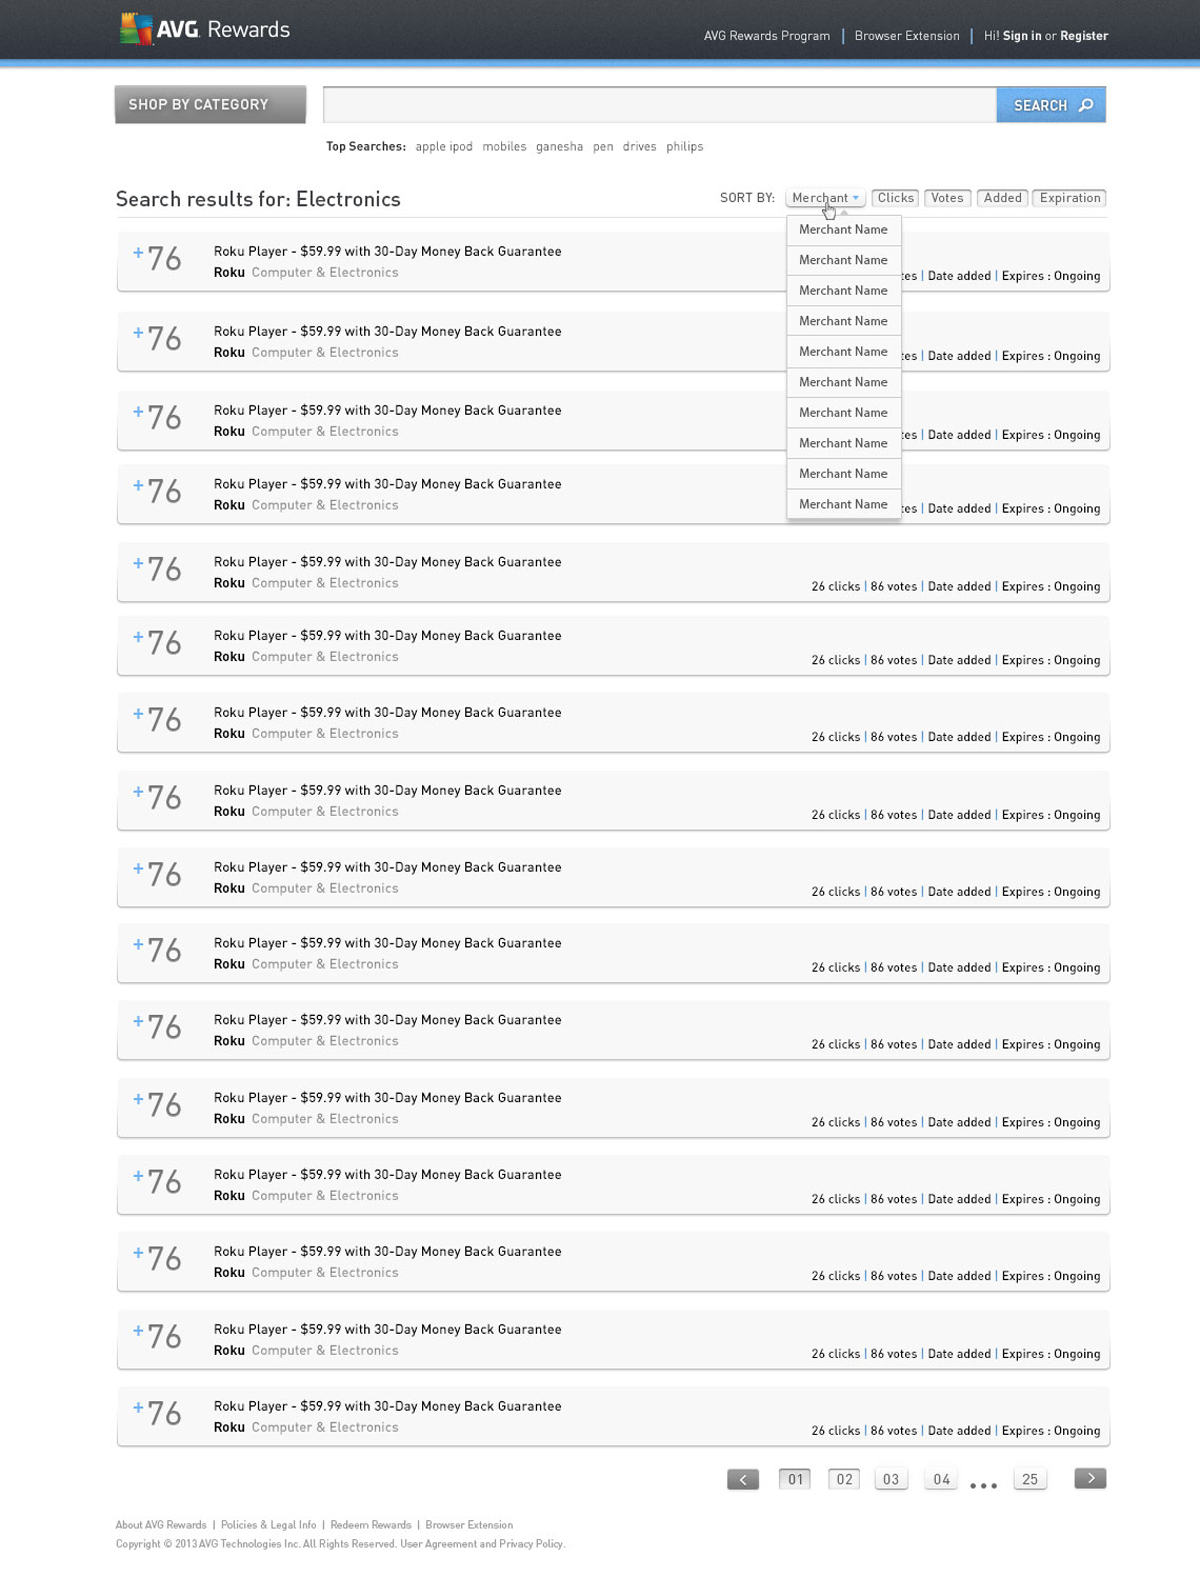 AVG Rewards
AVG Rewards Program | Browser Extension | Hi! Sign in or Register
SHOP BY CATEGORY
SEARCH
Top Searches: apple ipod mobiles ganesha pen drives philips
Search results for: Electronics
SORT BY: Merchant Clicks Votes Added Expiration
Merchant Name
Merchant Name
Merchant Name
Merchant Name
Merchant Name
Merchant Name
Merchant Name
Merchant Name
Merchant Name
Merchant Name
+76
Roku Player - $59.99 with 30-Day Money Back Guarantee
Roku Computer & Electronics
| Date added | Expires : Ongoing
+76
Roku Player - $59.99 with 30-Day Money Back Guarantee
Roku Computer & Electronics
| Date added | Expires : Ongoing
+76
Roku Player - $59.99 with 30-Day Money Back Guarantee
Roku Computer & Electronics
| Date added | Expires : Ongoing
+76
Roku Player - $59.99 with 30-Day Money Back Guarantee
Roku Computer & Electronics
| Date added | Expires : Ongoing
+76
Roku Player - $59.99 with 30-Day Money Back Guarantee
Roku Computer & Electronics
26 clicks | 86 votes | Date added | Expires : Ongoing
+76
Roku Player - $59.99 with 30-Day Money Back Guarantee
Roku Computer & Electronics
26 clicks | 86 votes | Date added | Expires : Ongoing
+76
Roku Player - $59.99 with 30-Day Money Back Guarantee
Roku Computer & Electronics
26 clicks | 86 votes | Date added | Expires : Ongoing
+76
Roku Player - $59.99 with 30-Day Money Back Guarantee
Roku Computer & Electronics
26 clicks | 86 votes | Date added | Expires : Ongoing
+76
Roku Player - $59.99 with 30-Day Money Back Guarantee
Roku Computer & Electronics
26 clicks | 86 votes | Date added | Expires : Ongoing
+76
Roku Player - $59.99 with 30-Day Money Back Guarantee
Roku Computer & Electronics
26 clicks | 86 votes | Date added | Expires : Ongoing
+76
Roku Player - $59.99 with 30-Day Money Back Guarantee
Roku Computer & Electronics
26 clicks | 86 votes | Date added | Expires : Ongoing
+76
Roku Player - $59.99 with 30-Day Money Back Guarantee
Roku Computer & Electronics
26 clicks | 86 votes | Date added | Expires : Ongoing
+76
Roku Player - $59.99 with 30-Day Money Back Guarantee
Roku Computer & Electronics
26 clicks | 86 votes | Date added | Expires : Ongoing
+76
Roku Player - $59.99 with 30-Day Money Back Guarantee
Roku Computer & Electronics
26 clicks | 86 votes | Date added | Expires : Ongoing
+76
Roku Player - $59.99 with 30-Day Money Back Guarantee
Roku Computer & Electronics
26 clicks | 86 votes | Date added | Expires : Ongoing
+76
Roku Player - $59.99 with 30-Day Money Back Guarantee
Roku Computer & Electronics
26 clicks | 86 votes | Date added | Expires : Ongoing
< 01 02 03 04 ... 25 >
About AVG Rewards | Policies & Legal Info | Redeem Rewards | Browser Extension
Copyright © 2013 AVG Technologies Inc. All Rights Reserved. User Agreement and Privacy Policy.